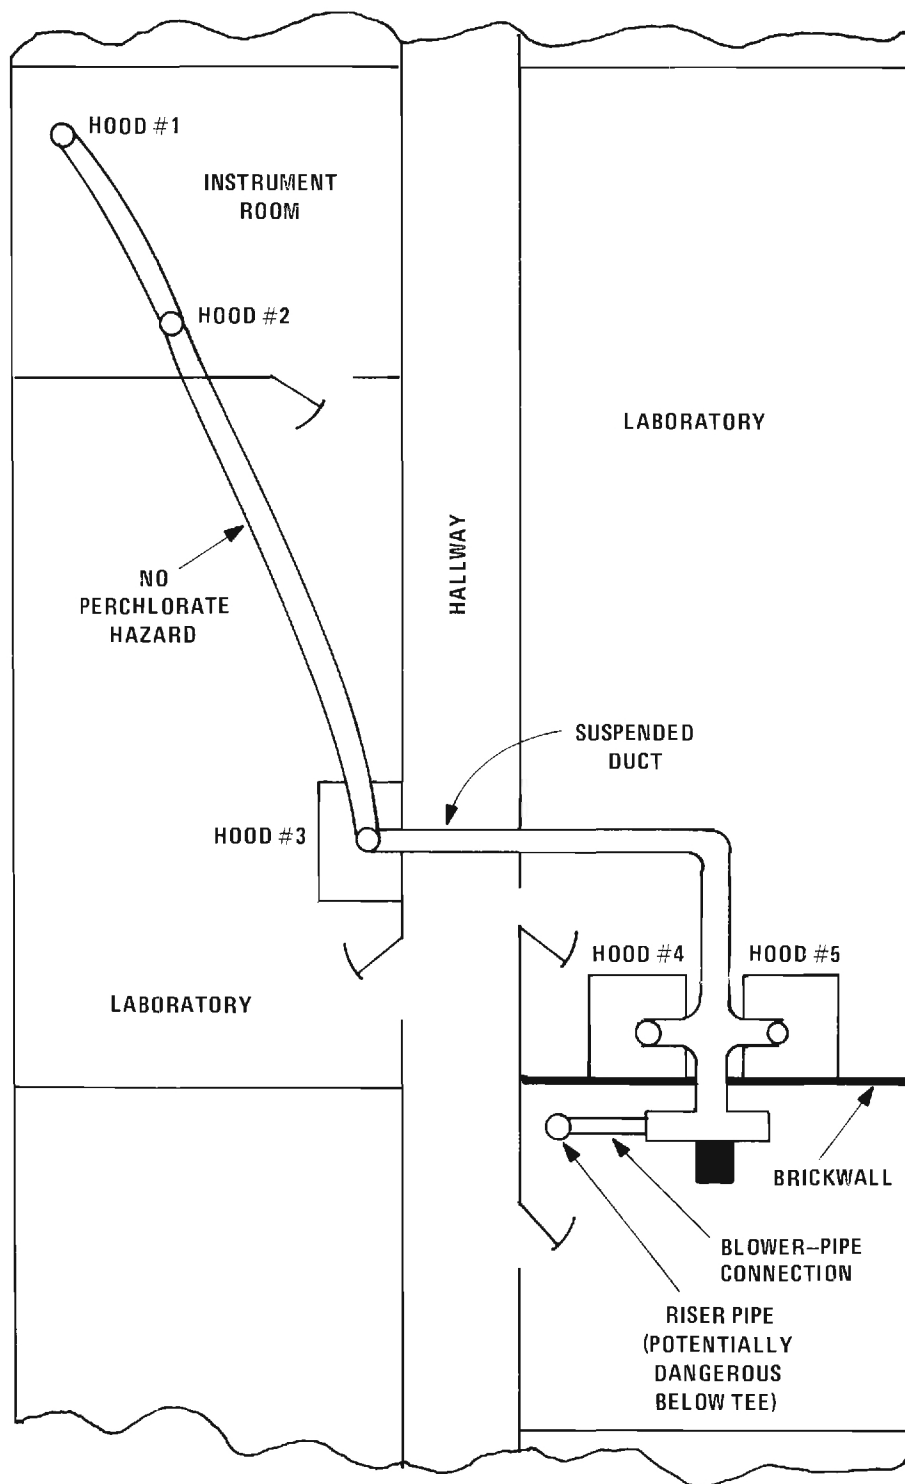 HOOD #1
INSTRUMENT
ROOM
HOOD #2
LABORATORY
HALLWAY
NO
PERCHLORATE
HAZARD
SUSPENDED
DUCT
HOOD #3
HOOD #4
HOOD #5
LABORATORY
BRICKWALL
BLOWER-PIPE
CONNECTION
RISER PIPE
(POTENTIALLY
DANGEROUS
BELOW TEE)